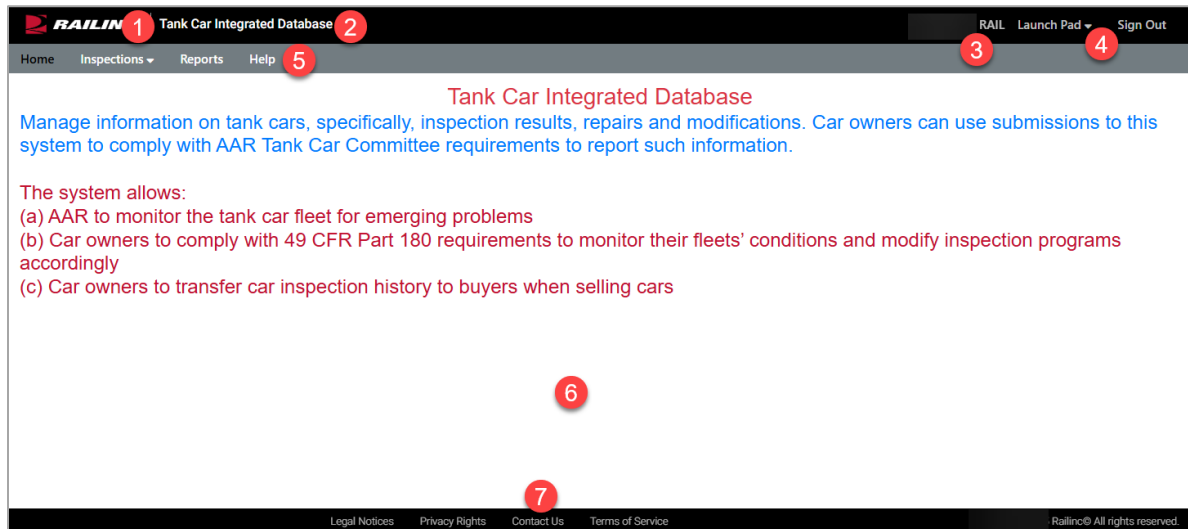 RAILIN 1 Tank Car Integrated Database 2 RAIL Launch Pad Sign Out
3 4
Home Inspections Reports Help 5
Tank Car Integrated Database
Manage information on tank cars, specifically, inspection results, repairs and modifications. Car owners can use submissions to this
system to comply with AAR Tank Car Committee requirements to report such information.
The system allows:
(a) AAR to monitor the tank car fleet for emerging problems
(b) Car owners to comply with 49 CFR Part 180 requirements to monitor their fleets' conditions and modify inspection programs
accordingly
(c) Car owners to transfer car inspection history to buyers when selling cars
6
7
Legal Notices Privacy Rights Contact Us Terms of Service Railinc© All rights reserved.